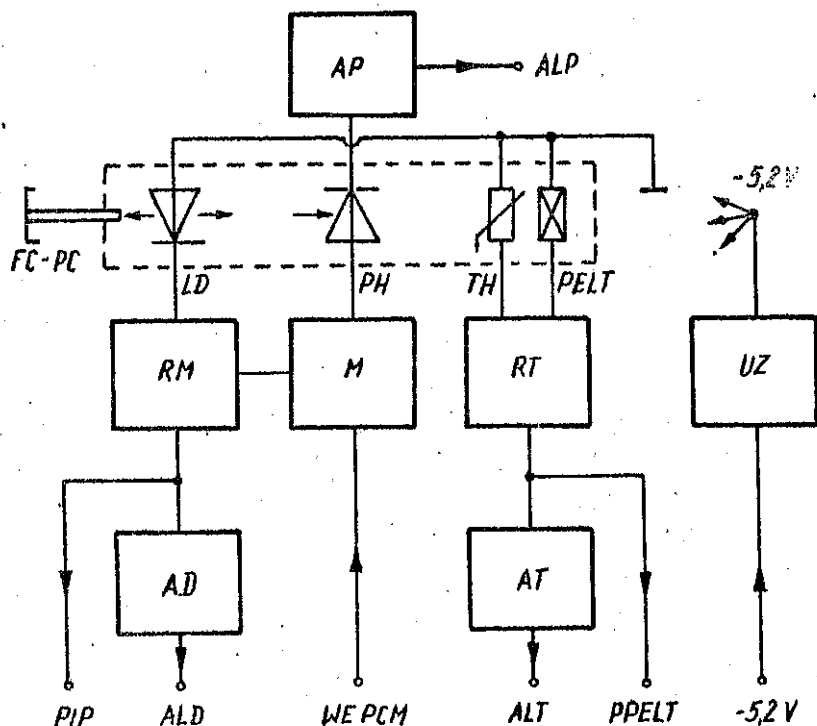 AP
ALP
-5,2 V
FC-PC
LD
PH
TH
PELT
RM
M
RT
UZ
AD
AT
PIP
ALD
WE PCM
ALT
PPELT
-5,2 V